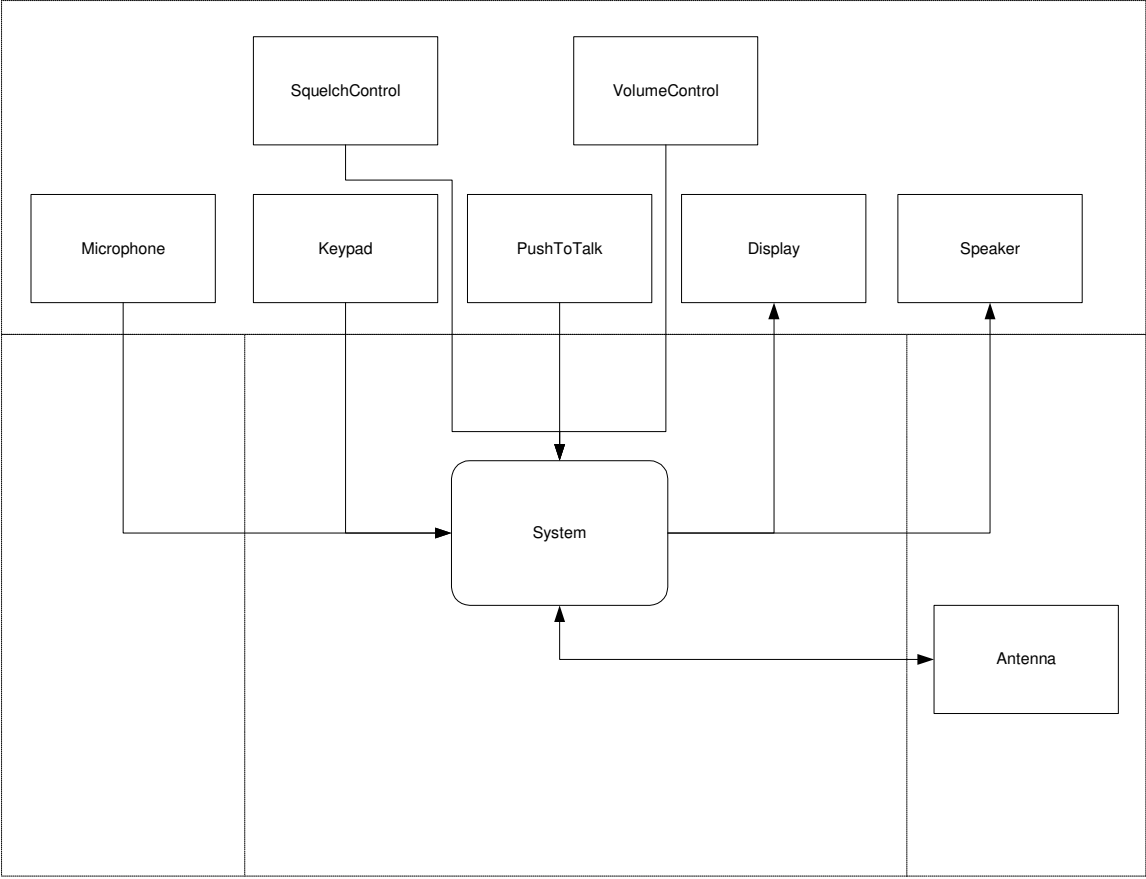 SquelchControl
VolumeControl
Microphone
Keypad
PushToTalk
Display
Speaker
System
Antenna